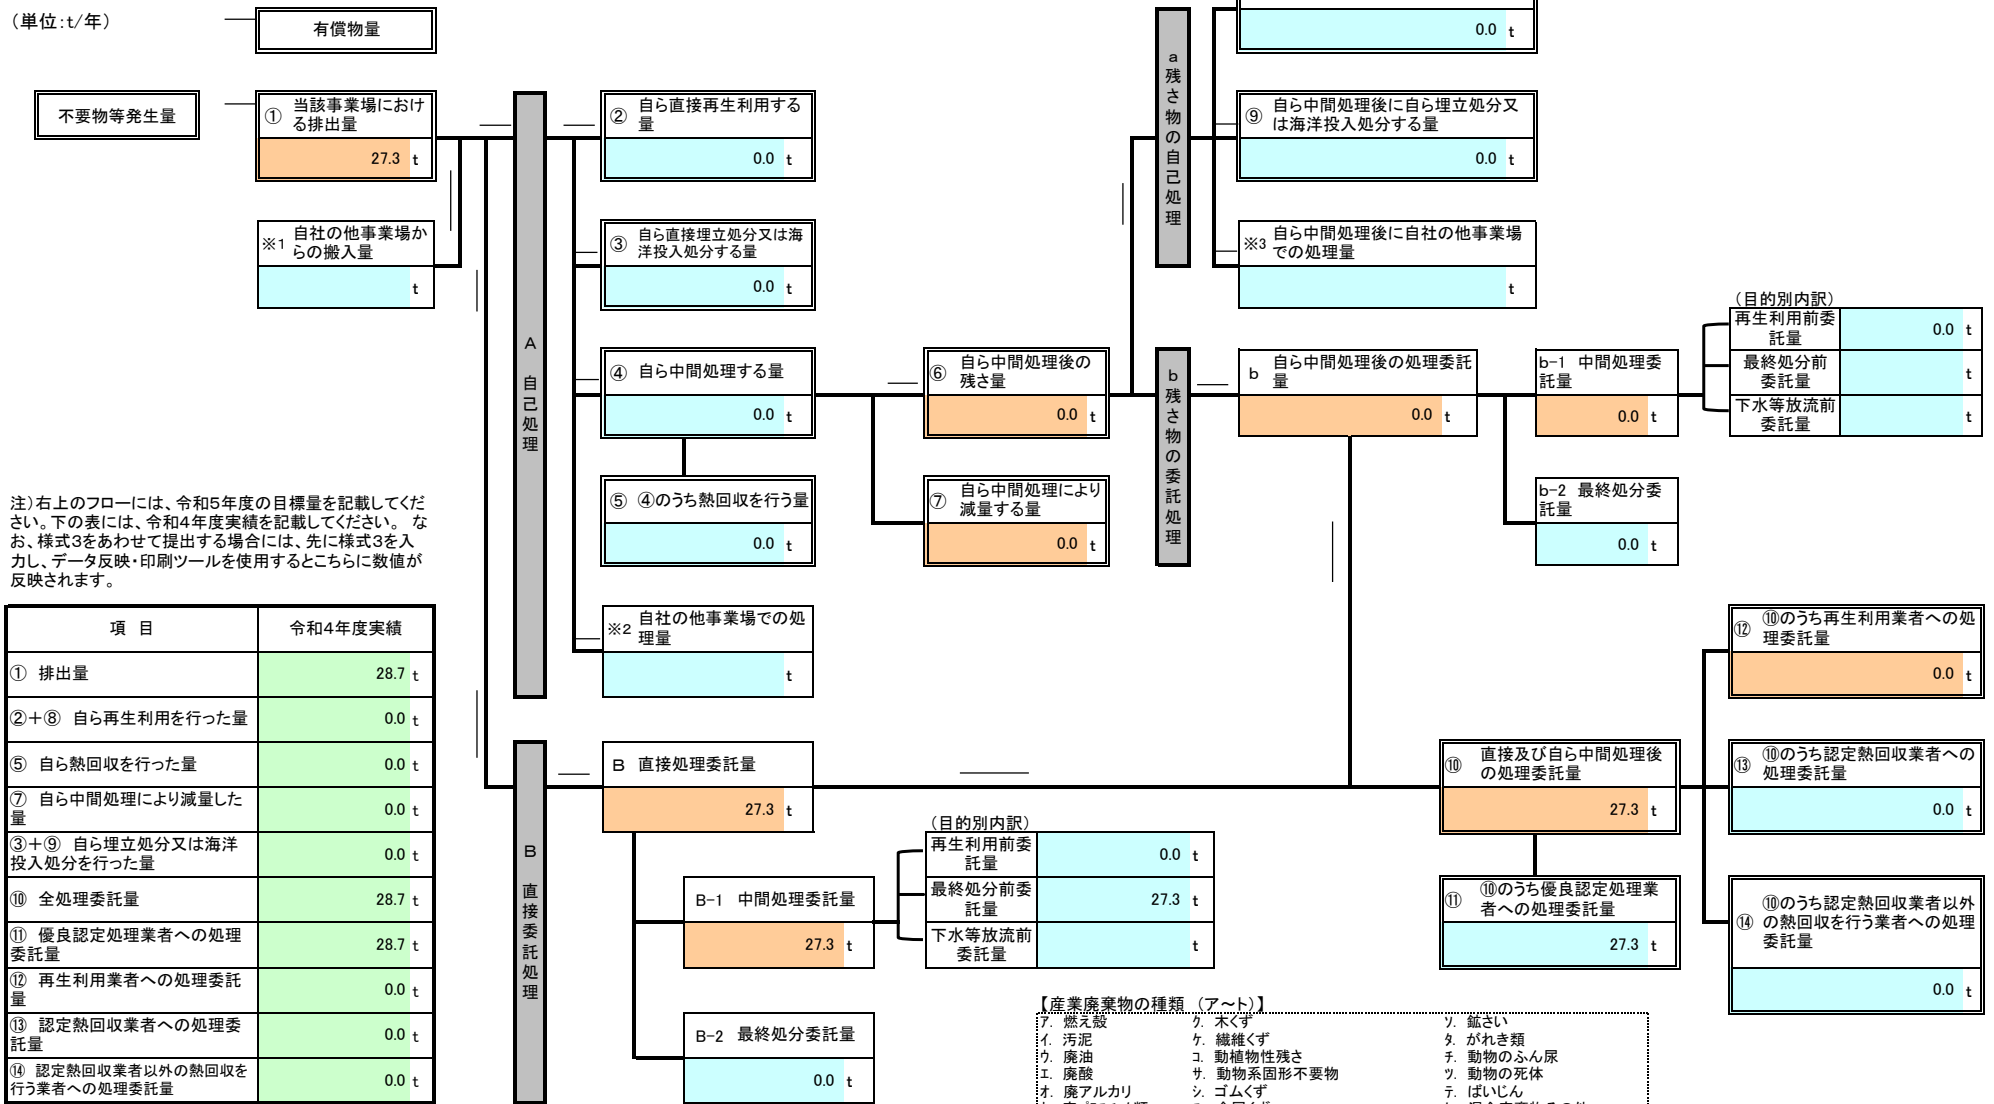 (単位:t/年)
有償物量
0.0 t
不要物等発生量
① 当該事業場におけ
る排出量
27.3 t
※1 自社の他事業場か
らの搬入量
t
A 自己処理
② 自ら直接再生利用する
量
0.0 t
③ 自ら直接埋立処分又は海
洋投入処分する量
0.0 t
④ 自ら中間処理する量
0.0 t
⑤ ④のうち熱回収を行う量
0.0 t
※2 自社の他事業場での処
理量
t
⑥ 自ら中間処理後の
残さ量
0.0 t
⑦ 自ら中間処理により
減量する量
0.0 t
a残さ物の自己処理
⑨ 自ら中間処理後に自ら埋立処分又
は海洋投入処分する量
0.0 t
※3 自ら中間処理後に自社の他事業場
での処理量
t
b残さ物の委託処理
b 自ら中間処理後の処理委託
量
0.0 t
b-1 中間処理委
託量
0.0 t
(目的別内訳)
再生利用前委
託量
0.0 t
最終処分前
委託量
t
下水等放流前
委託量
t
b-2 最終処分委
託量
0.0 t
注)右上のフローには、令和5年度の目標量を記載してくだ
さい。下の表には、令和4年度実績を記載してください。 な
お、様式3をあわせて提出する場合には、先に様式3を入
力し、データ反映・印刷ツールを使用するとこちらに数値が
反映されます。
項 目 令和4年度実績
① 排出量 28.7 t
②+⑧ 自ら再生利用を行った量 0.0 t
⑤ 自ら熱回収を行った量 0.0 t
⑦ 自ら中間処理により減量した
量 0.0 t
③+⑨ 自ら埋立処分又は海洋
投入処分を行った量 0.0 t
⑩ 全処理委託量 28.7 t
⑪ 優良認定処理業者への処理
委託量 28.7 t
⑫ 再生利用業者への処理委託
量 0.0 t
⑬ 認定熱回収業者への処理委
託量 0.0 t
⑭ 認定熱回収業者以外の熱回収を
行う業者への処理委託量 0.0 t
B 直接委託処理
B 直接処理委託量
27.3 t
B-1 中間処理委託量
27.3 t
B-2 最終処分委託量
0.0 t
(目的別内訳)
再生利用前委
託量
0.0 t
最終処分前委
託量
27.3 t
下水等放流前
委託量
t
⑩ 直接及び自ら中間処理後
の処理委託量
27.3 t
⑪ ⑩のうち優良認定処理業
者への処理委託量
27.3 t
⑫ ⑩のうち再生利用業者への処
理委託量
0.0 t
⑬ ⑩のうち認定熱回収業者への
処理委託量
0.0 t
⑭ ⑩のうち認定熱回収業者以外
の熱回収を行う業者への処理
委託量
0.0 t
【産業廃棄物の種類 (ア～ト)】
ア. 燃え殻 ク. 木くず ソ. 鉱さい
イ. 汚泥 ケ. 繊維くず タ. がれき類
ウ. 廃油 コ. 動植物性残さ チ. 動物のふん尿
エ. 廃酸 サ. 動物系固形不要物 ツ. 動物の死体
オ. 廃アルカリ シ. ゴムくず テ. ばいじん